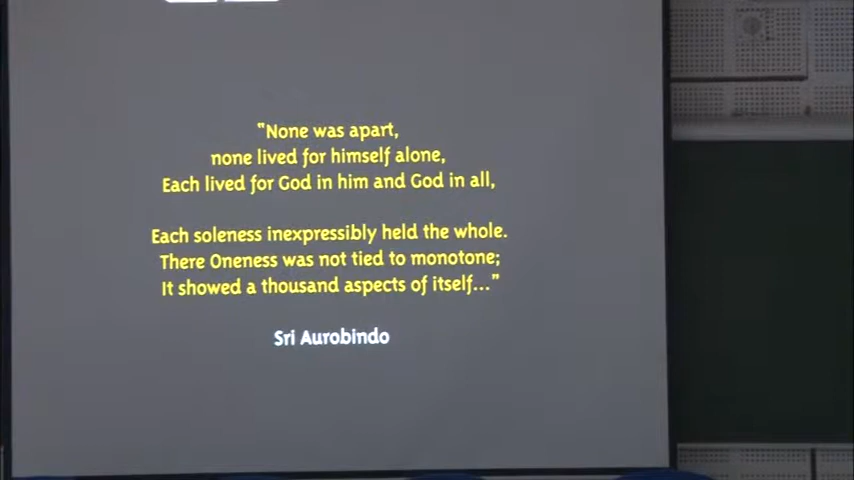 "None was apart,
none lived for himself alone,
Each lived for God in him and God in all,
Each soleness inexpressibly held the whole.
There Oneness was not tied to monotone;
It showed a thousand aspects of itself..."
Sri Aurobindo